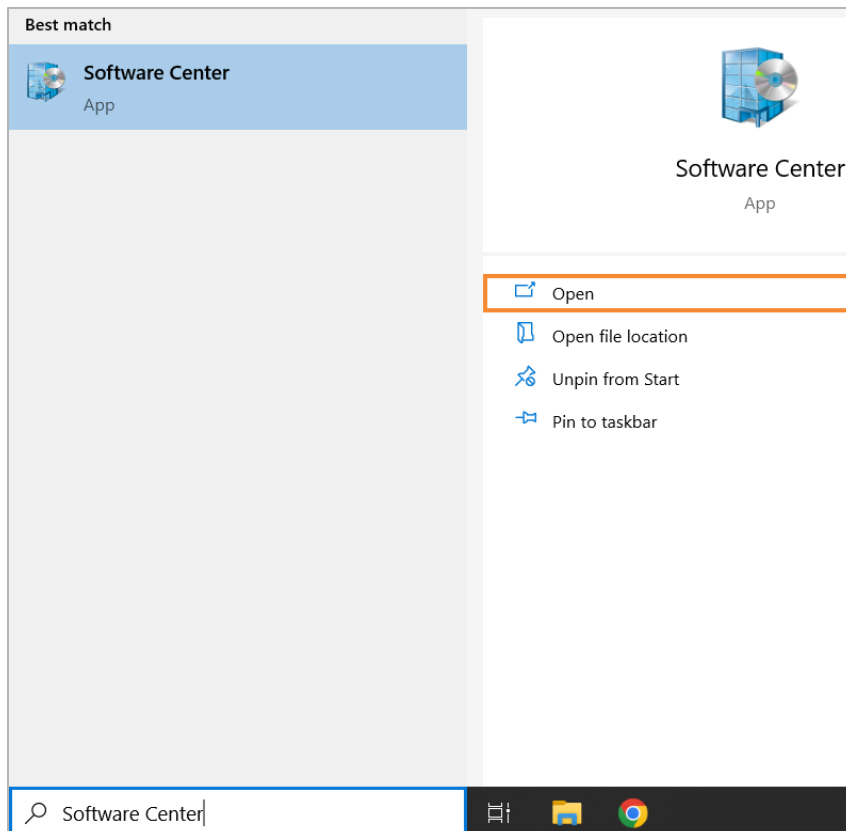 Best match
Software Center
App
Software Center
App
Open
Open file location
Unpin from Start
Pin to taskbar
Software Center